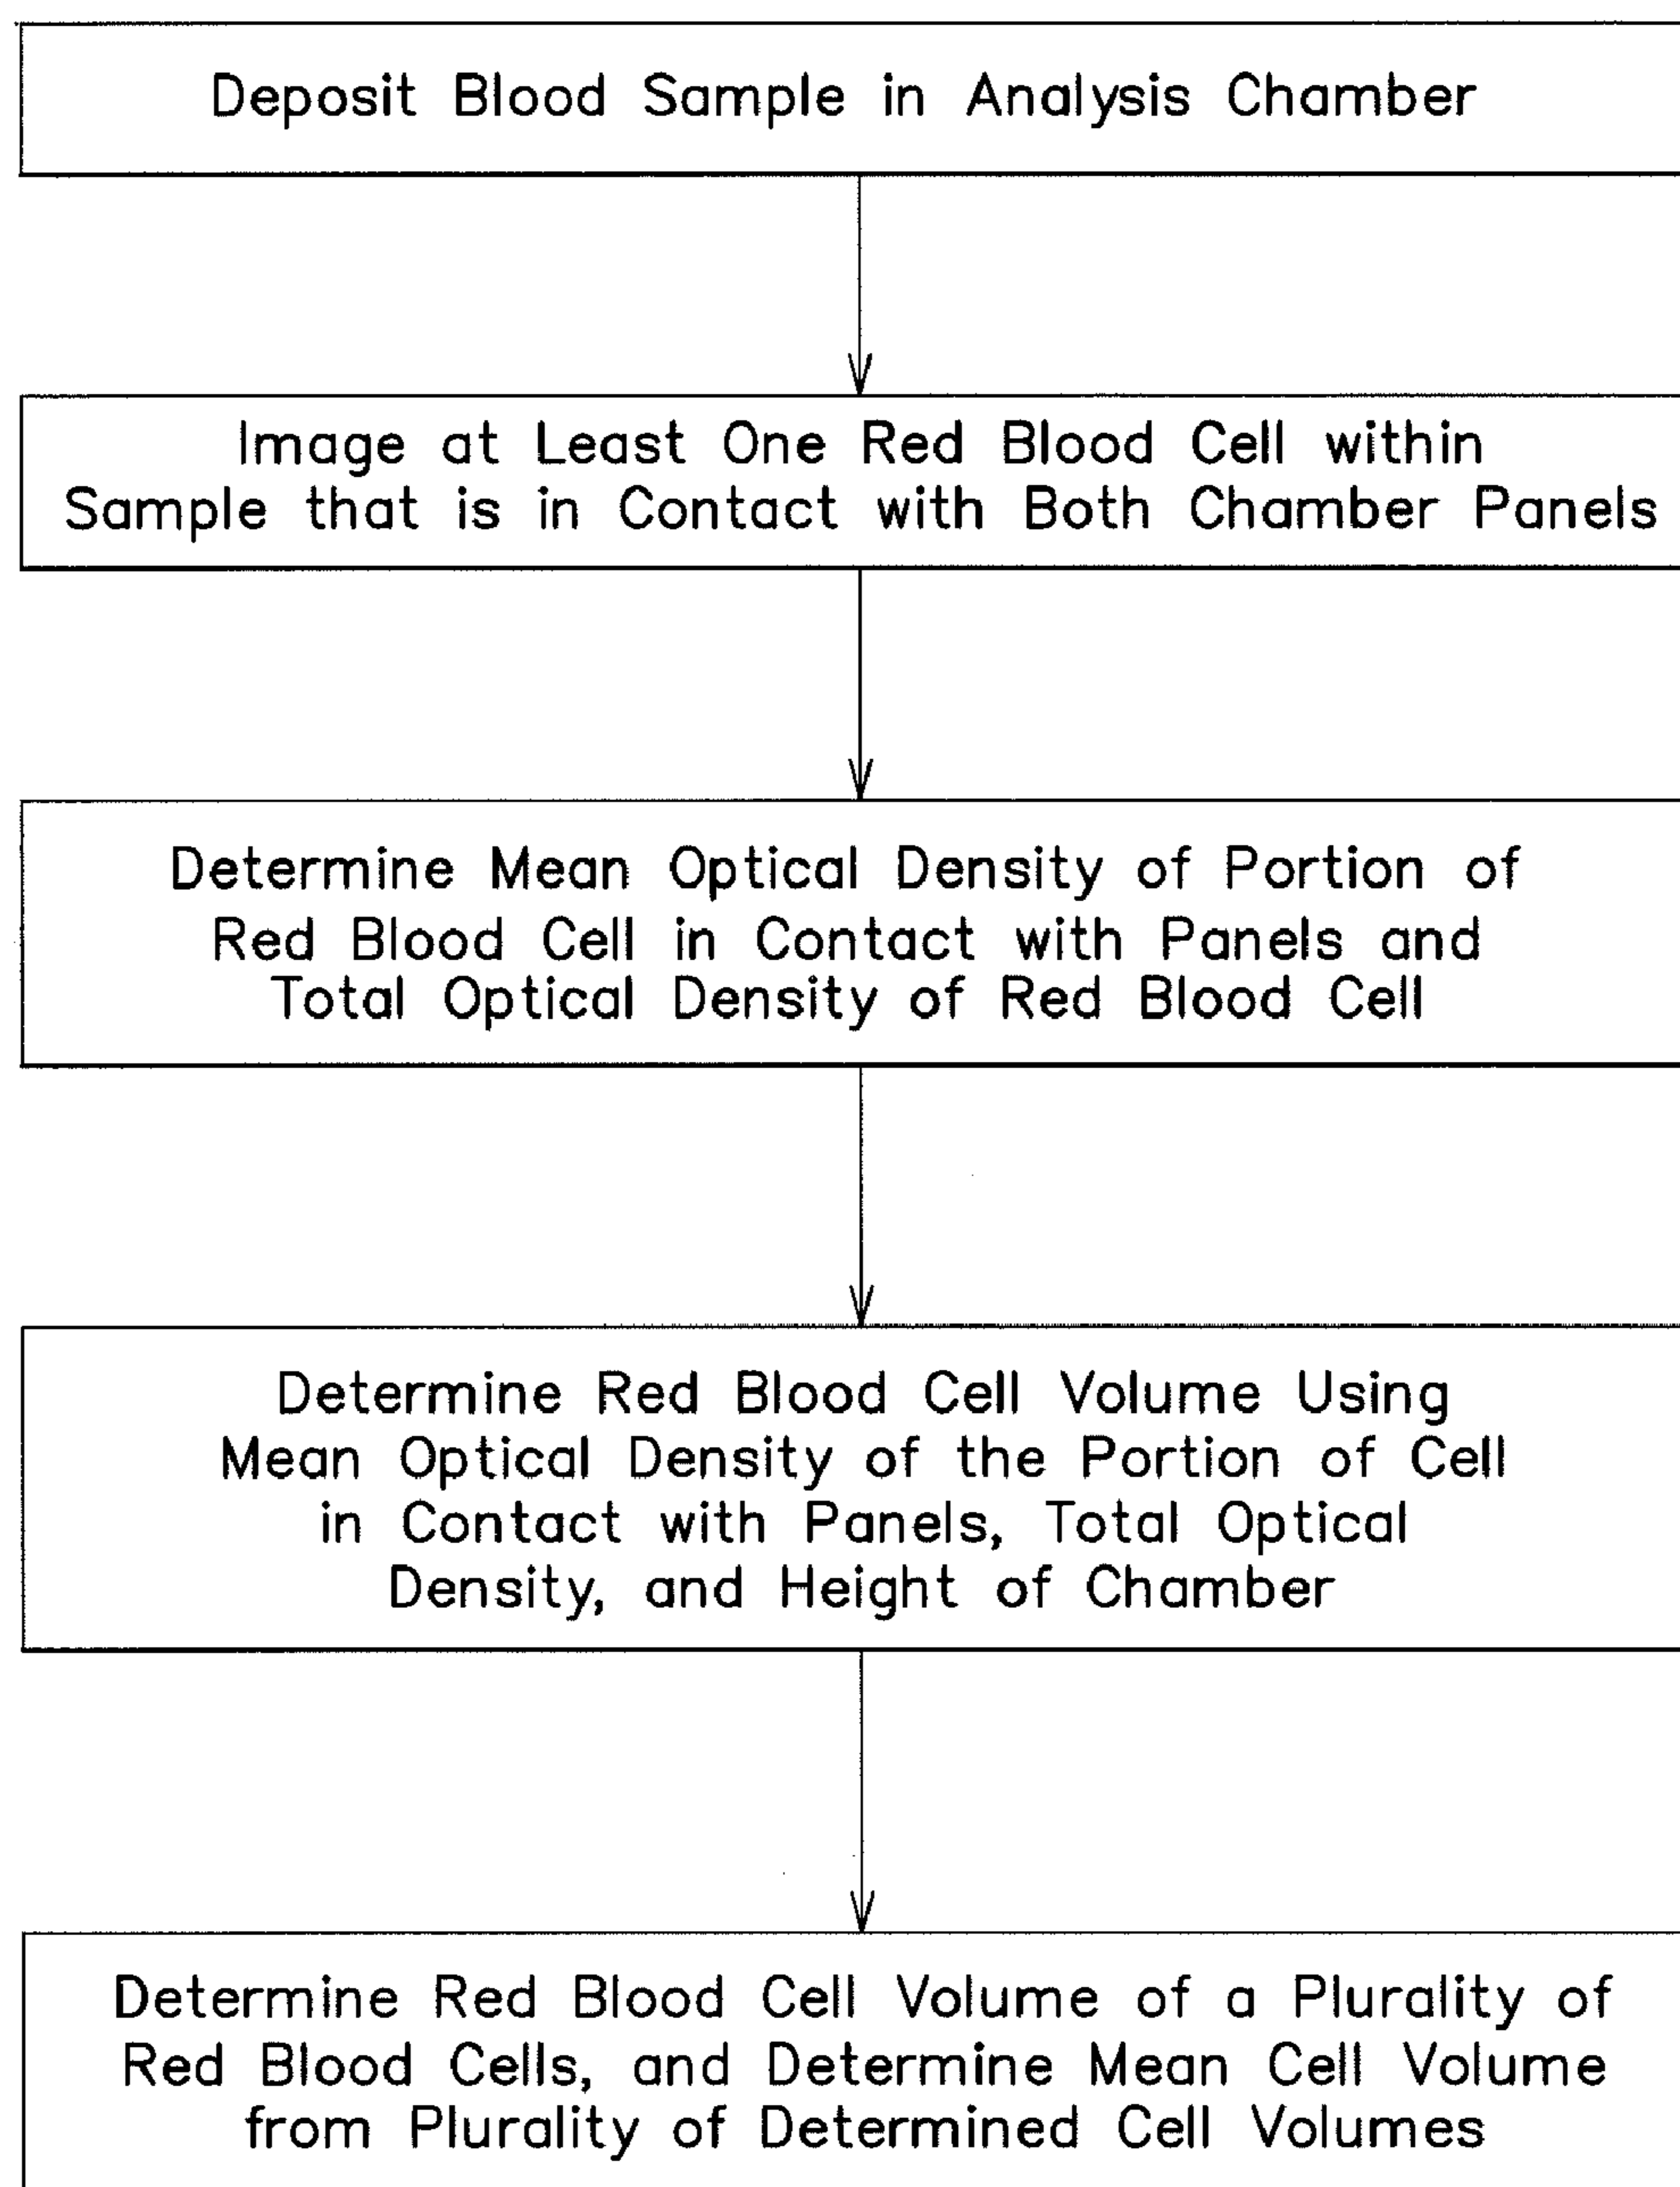 Deposit Blood Sample in Analysis Chamber
Image at Least One Red Blood Cell within
Sample that is in Contact with Both Chamber Panels
Determine Mean Optical Density of Portion of
Red Blood Cell in Contact with Panels and
Total Optical Density of Red Blood Cell
Determine Red Blood Cell Volume Using
Mean Optical Density of the Portion of Cell
in Contact with Panels, Total Optical
Density, and Height of Chamber
Determine Red Blood Cell Volume of a Plurality of
Red Blood Cells, and Determine Mean Cell Volume
from Plurality of Determined Cell Volumes